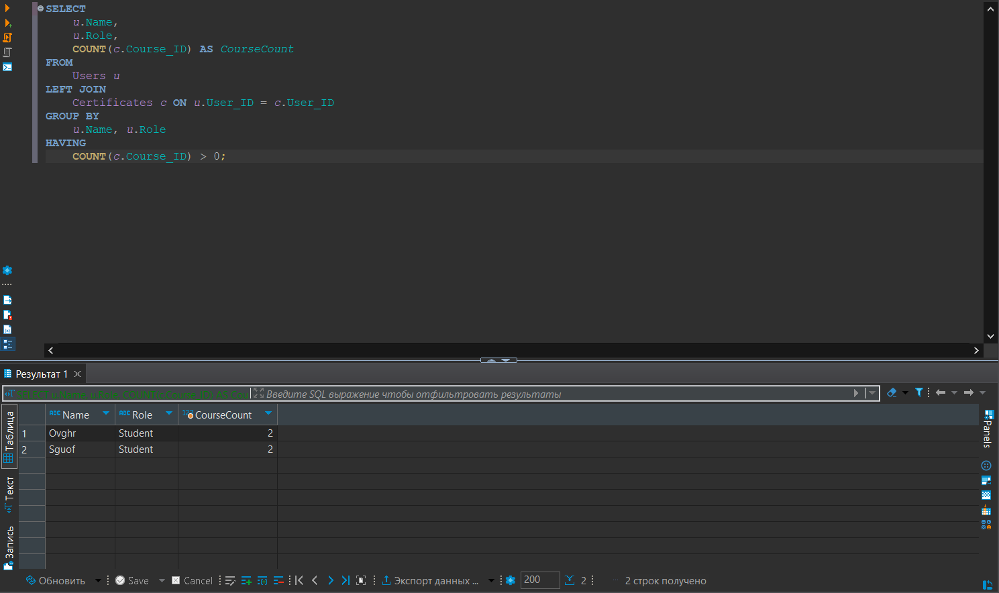 SELECT
u.Name,
u.Role,
COUNT(c.Course_ID) AS CourseCount
FROM
Users u
LEFT JOIN
Certificates c ON u.User_ID = c.User_ID
GROUP BY
u.Name, u.Role
HAVING
COUNT(c.Course_ID) > 0;
Результат 1
SELECT u.Name, u.Role, COUNT(c.Course_ID) AS Cou
Введите SQL выражение чтобы отфильтровать результаты
Таблица
Текст
Запись
ABC Name ABC Role 123 CourseCount
1 Ovghr Student 2
2 Sguof Student 2
Panels
Обновить Save Cancel Экспорт данных ... 200 2 2 строк получено